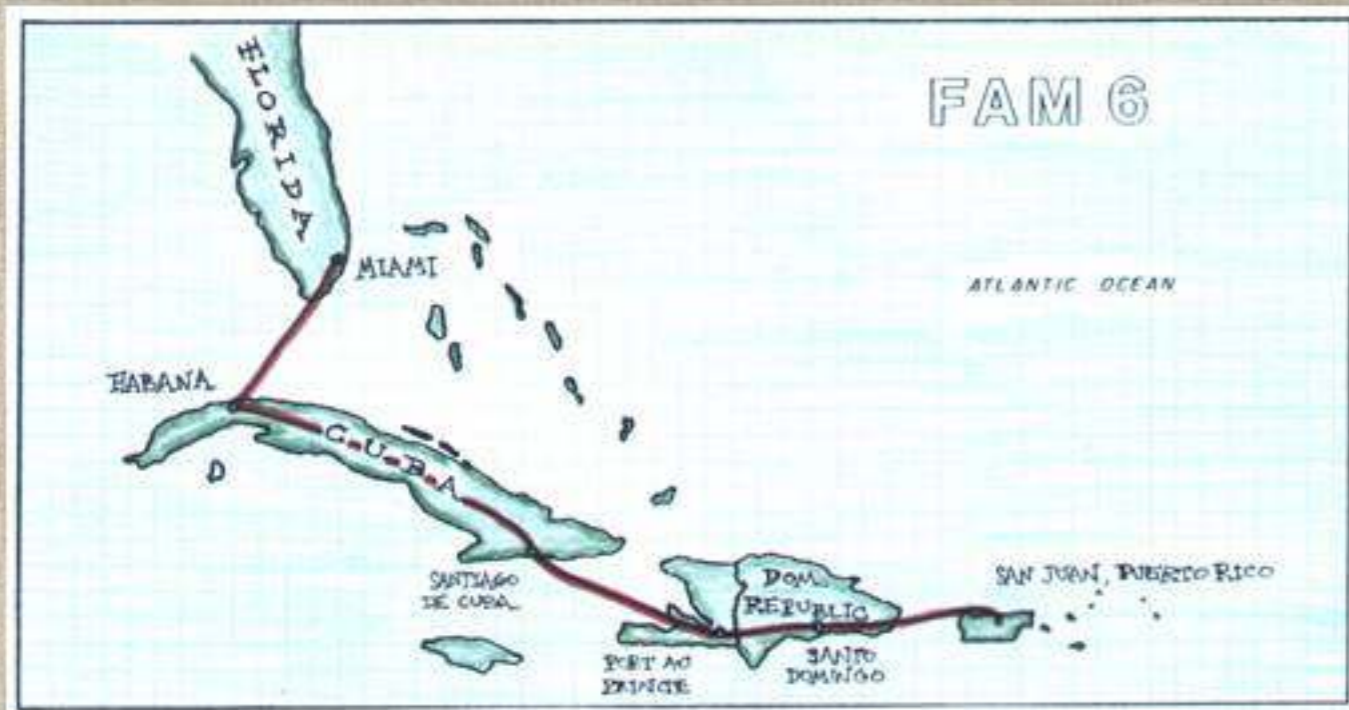 FLORIDA
FAM 6
MIAMI
ATLANTIC OCEAN
HABANA
CUBA
SANTIAGO
DE CUBA
DOM.
REPUBLIC
SAN JUAN, PUERTO RICO
PORT AU
PRINCE
SANTO
DOMINGO